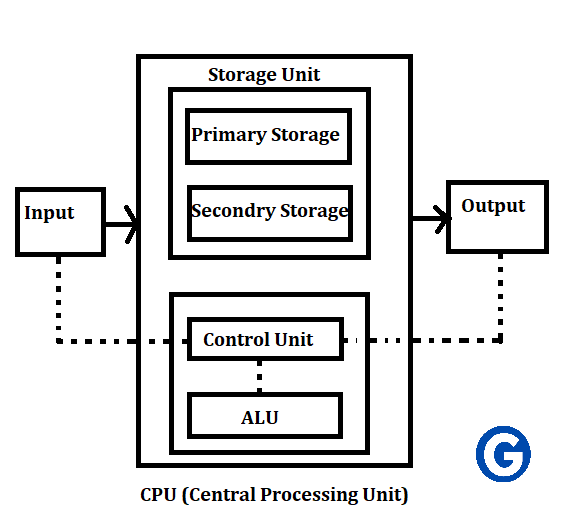 Storage Unit
Primary Storage
Secondry Storage
Input
Output
Control Unit
ALU
CPU (Central Processing Unit)
G